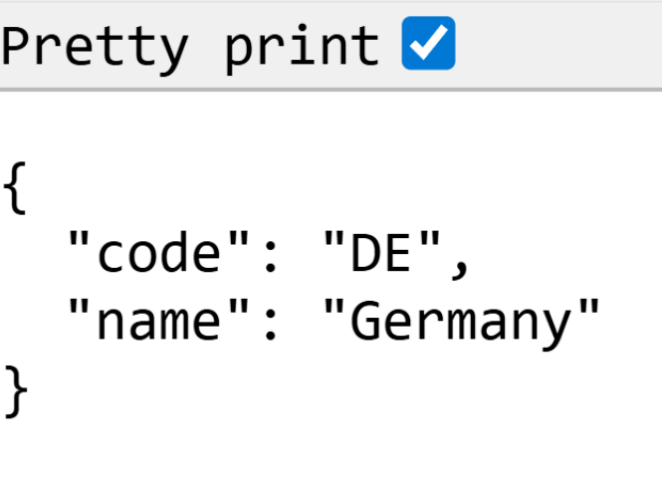 Pretty print
{
  "code": "DE",
  "name": "Germany"
}